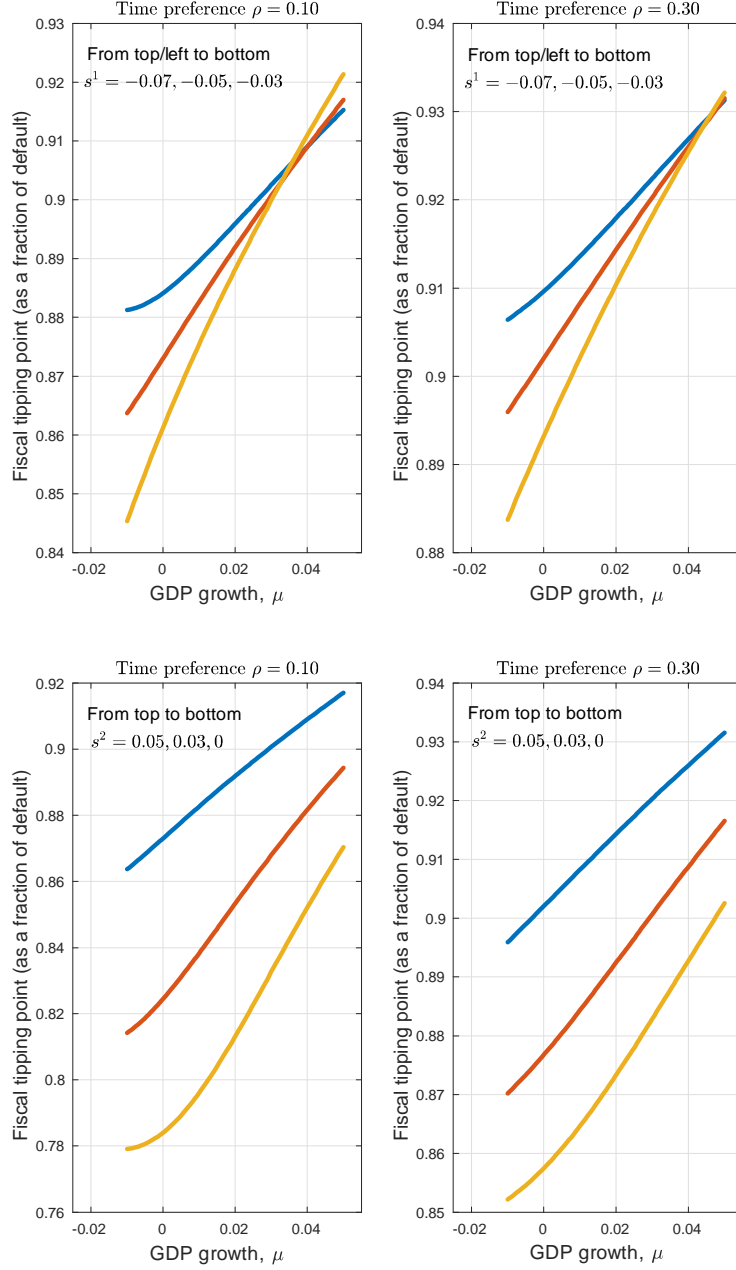 Time preference ρ = 0.10
0.93
0.92
0.91
0.9
0.89
0.88
0.87
0.86
0.85
0.84
From top/left to bottom
s¹ = −0.07, −0.05, −0.03
Fiscal tipping point (as a fraction of default)
-0.02
0
0.02
0.04
GDP growth, μ
Time preference ρ = 0.30
0.94
0.93
0.92
0.91
0.9
0.89
0.88
From top/left to bottom
s¹ = −0.07, −0.05, −0.03
Fiscal tipping point (as a fraction of default)
-0.02
0
0.02
0.04
GDP growth, μ
Time preference ρ = 0.10
0.92
0.9
0.88
0.86
0.84
0.82
0.8
0.78
0.76
From top to bottom
s² = 0.05, 0.03, 0
Fiscal tipping point (as a fraction of default)
-0.02
0
0.02
0.04
GDP growth, μ
Time preference ρ = 0.30
0.94
0.93
0.92
0.91
0.9
0.89
0.88
0.87
0.86
0.85
From top to bottom
s² = 0.05, 0.03, 0
Fiscal tipping point (as a fraction of default)
-0.02
0
0.02
0.04
GDP growth, μ